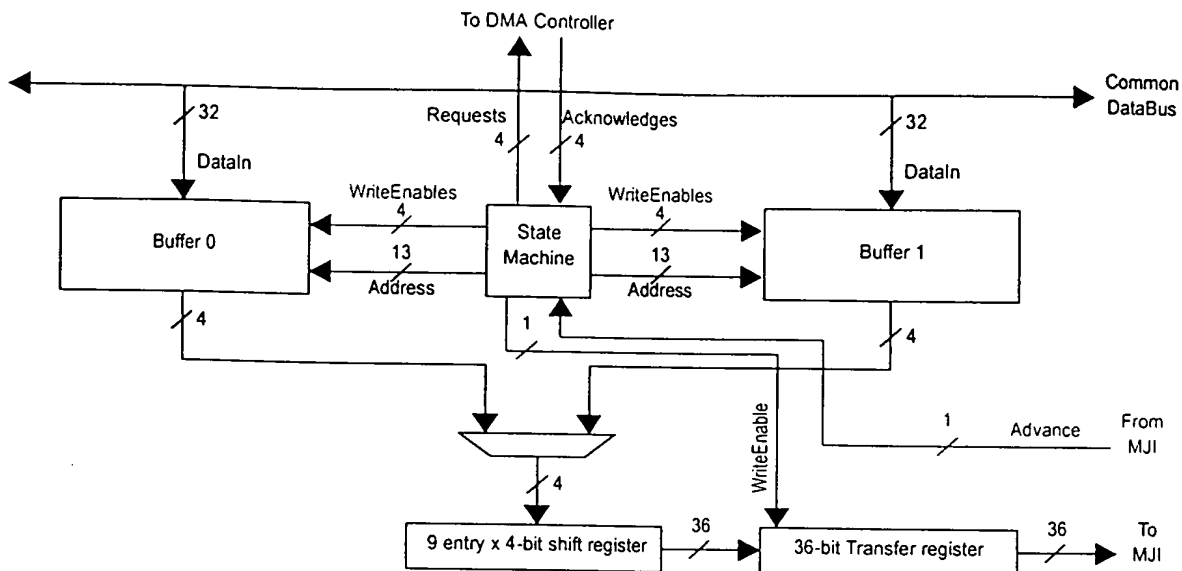 To DMA Controller
Common
DataBus
32
Requests
4
Acknowledges
4
32
DataIn
DataIn
WriteEnables
4
WriteEnables
4
Buffer 0
State
Machine
Buffer 1
13
Address
13
Address
4
1
4
WriteEnable
1
Advance
From
MJI
4
9 entry x 4-bit shift register
36
36-bit Transfer register
36
To
MJI